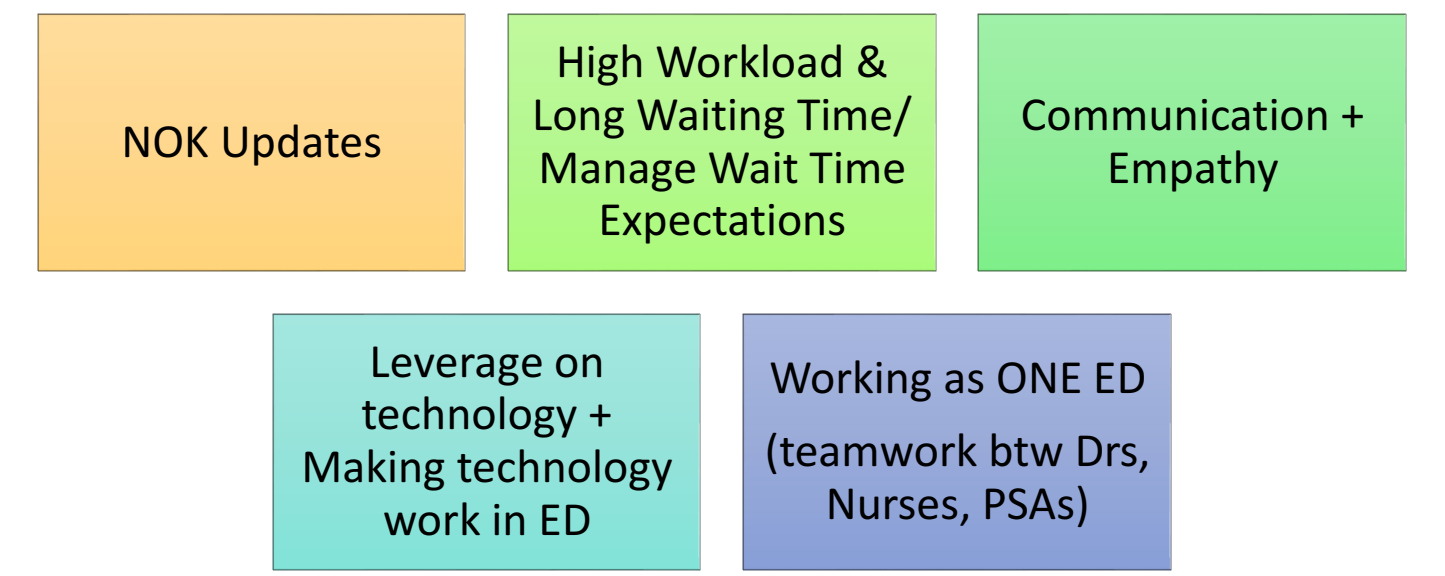 NOK Updates
High Workload &
Long Waiting Time/
Manage Wait Time
Expectations
Communication +
Empathy
Leverage on
technology +
Making technology
work in ED
Working as ONE ED
(teamwork btw Drs,
Nurses, PSAs)